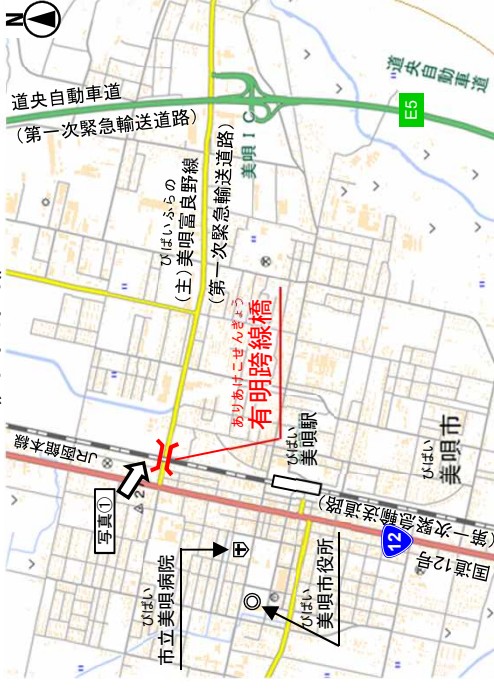 N
道央自動車道
（第一次緊急輸送道路）
道央自動車道
E5
美唄ＩＣ
びばいふらの
（主）美唄富良野線
（第一次緊急輸送道路）
ありあけこせんきょう
有明跨線橋
JR函館本線
写真①
2
びばい
美唄駅
びばい
美唄市
（第一次緊急輸送道路）
12
国道12号
びばい
市立美唄病院
びばい
美唄市役所